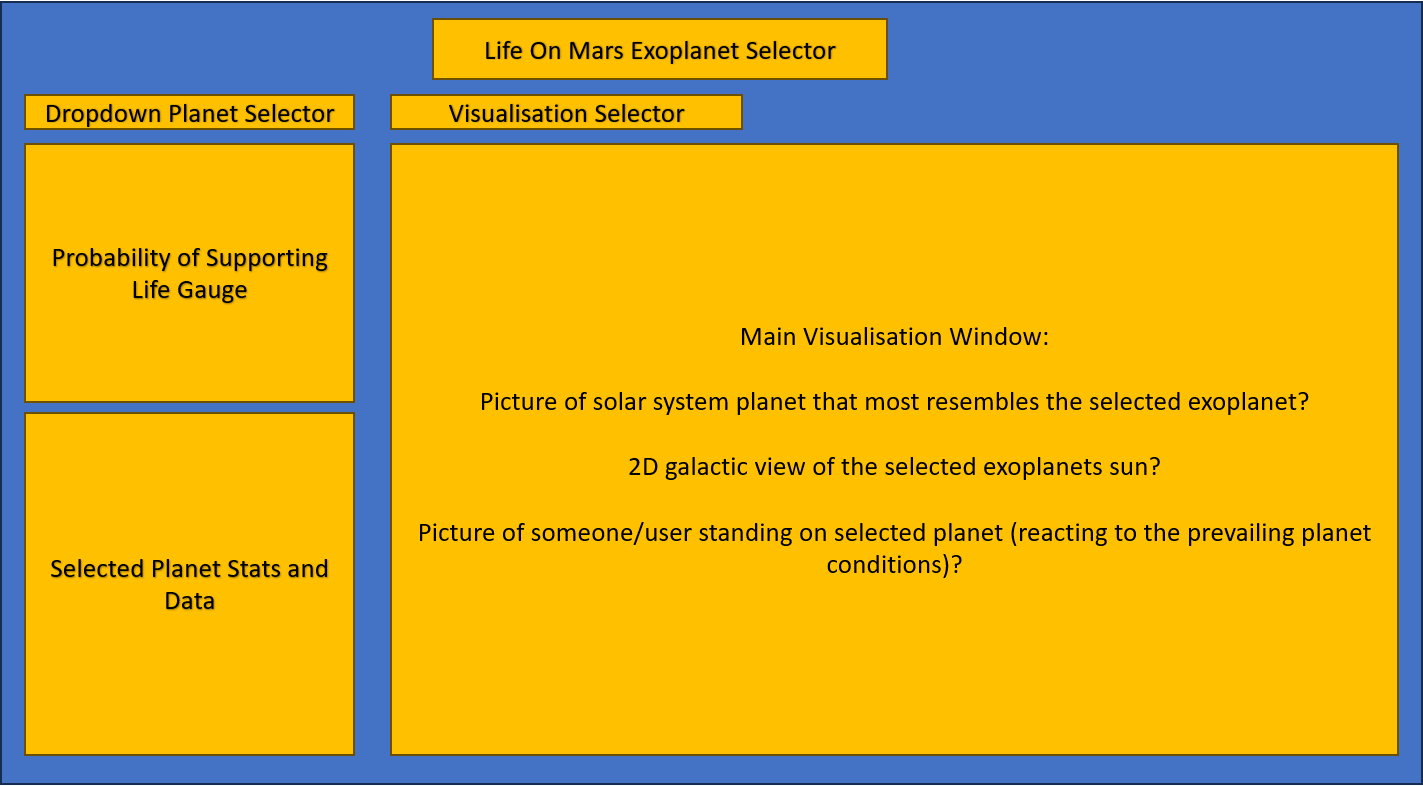 Life On Mars Exoplanet Selector
Dropdown Planet Selector
Visualisation Selector
Probability of Supporting
Life Gauge
Selected Planet Stats and
Data
Main Visualisation Window:
Picture of solar system planet that most resembles the selected exoplanet?
2D galactic view of the selected exoplanets sun?
Picture of someone/user standing on selected planet (reacting to the prevailing planet
conditions)?